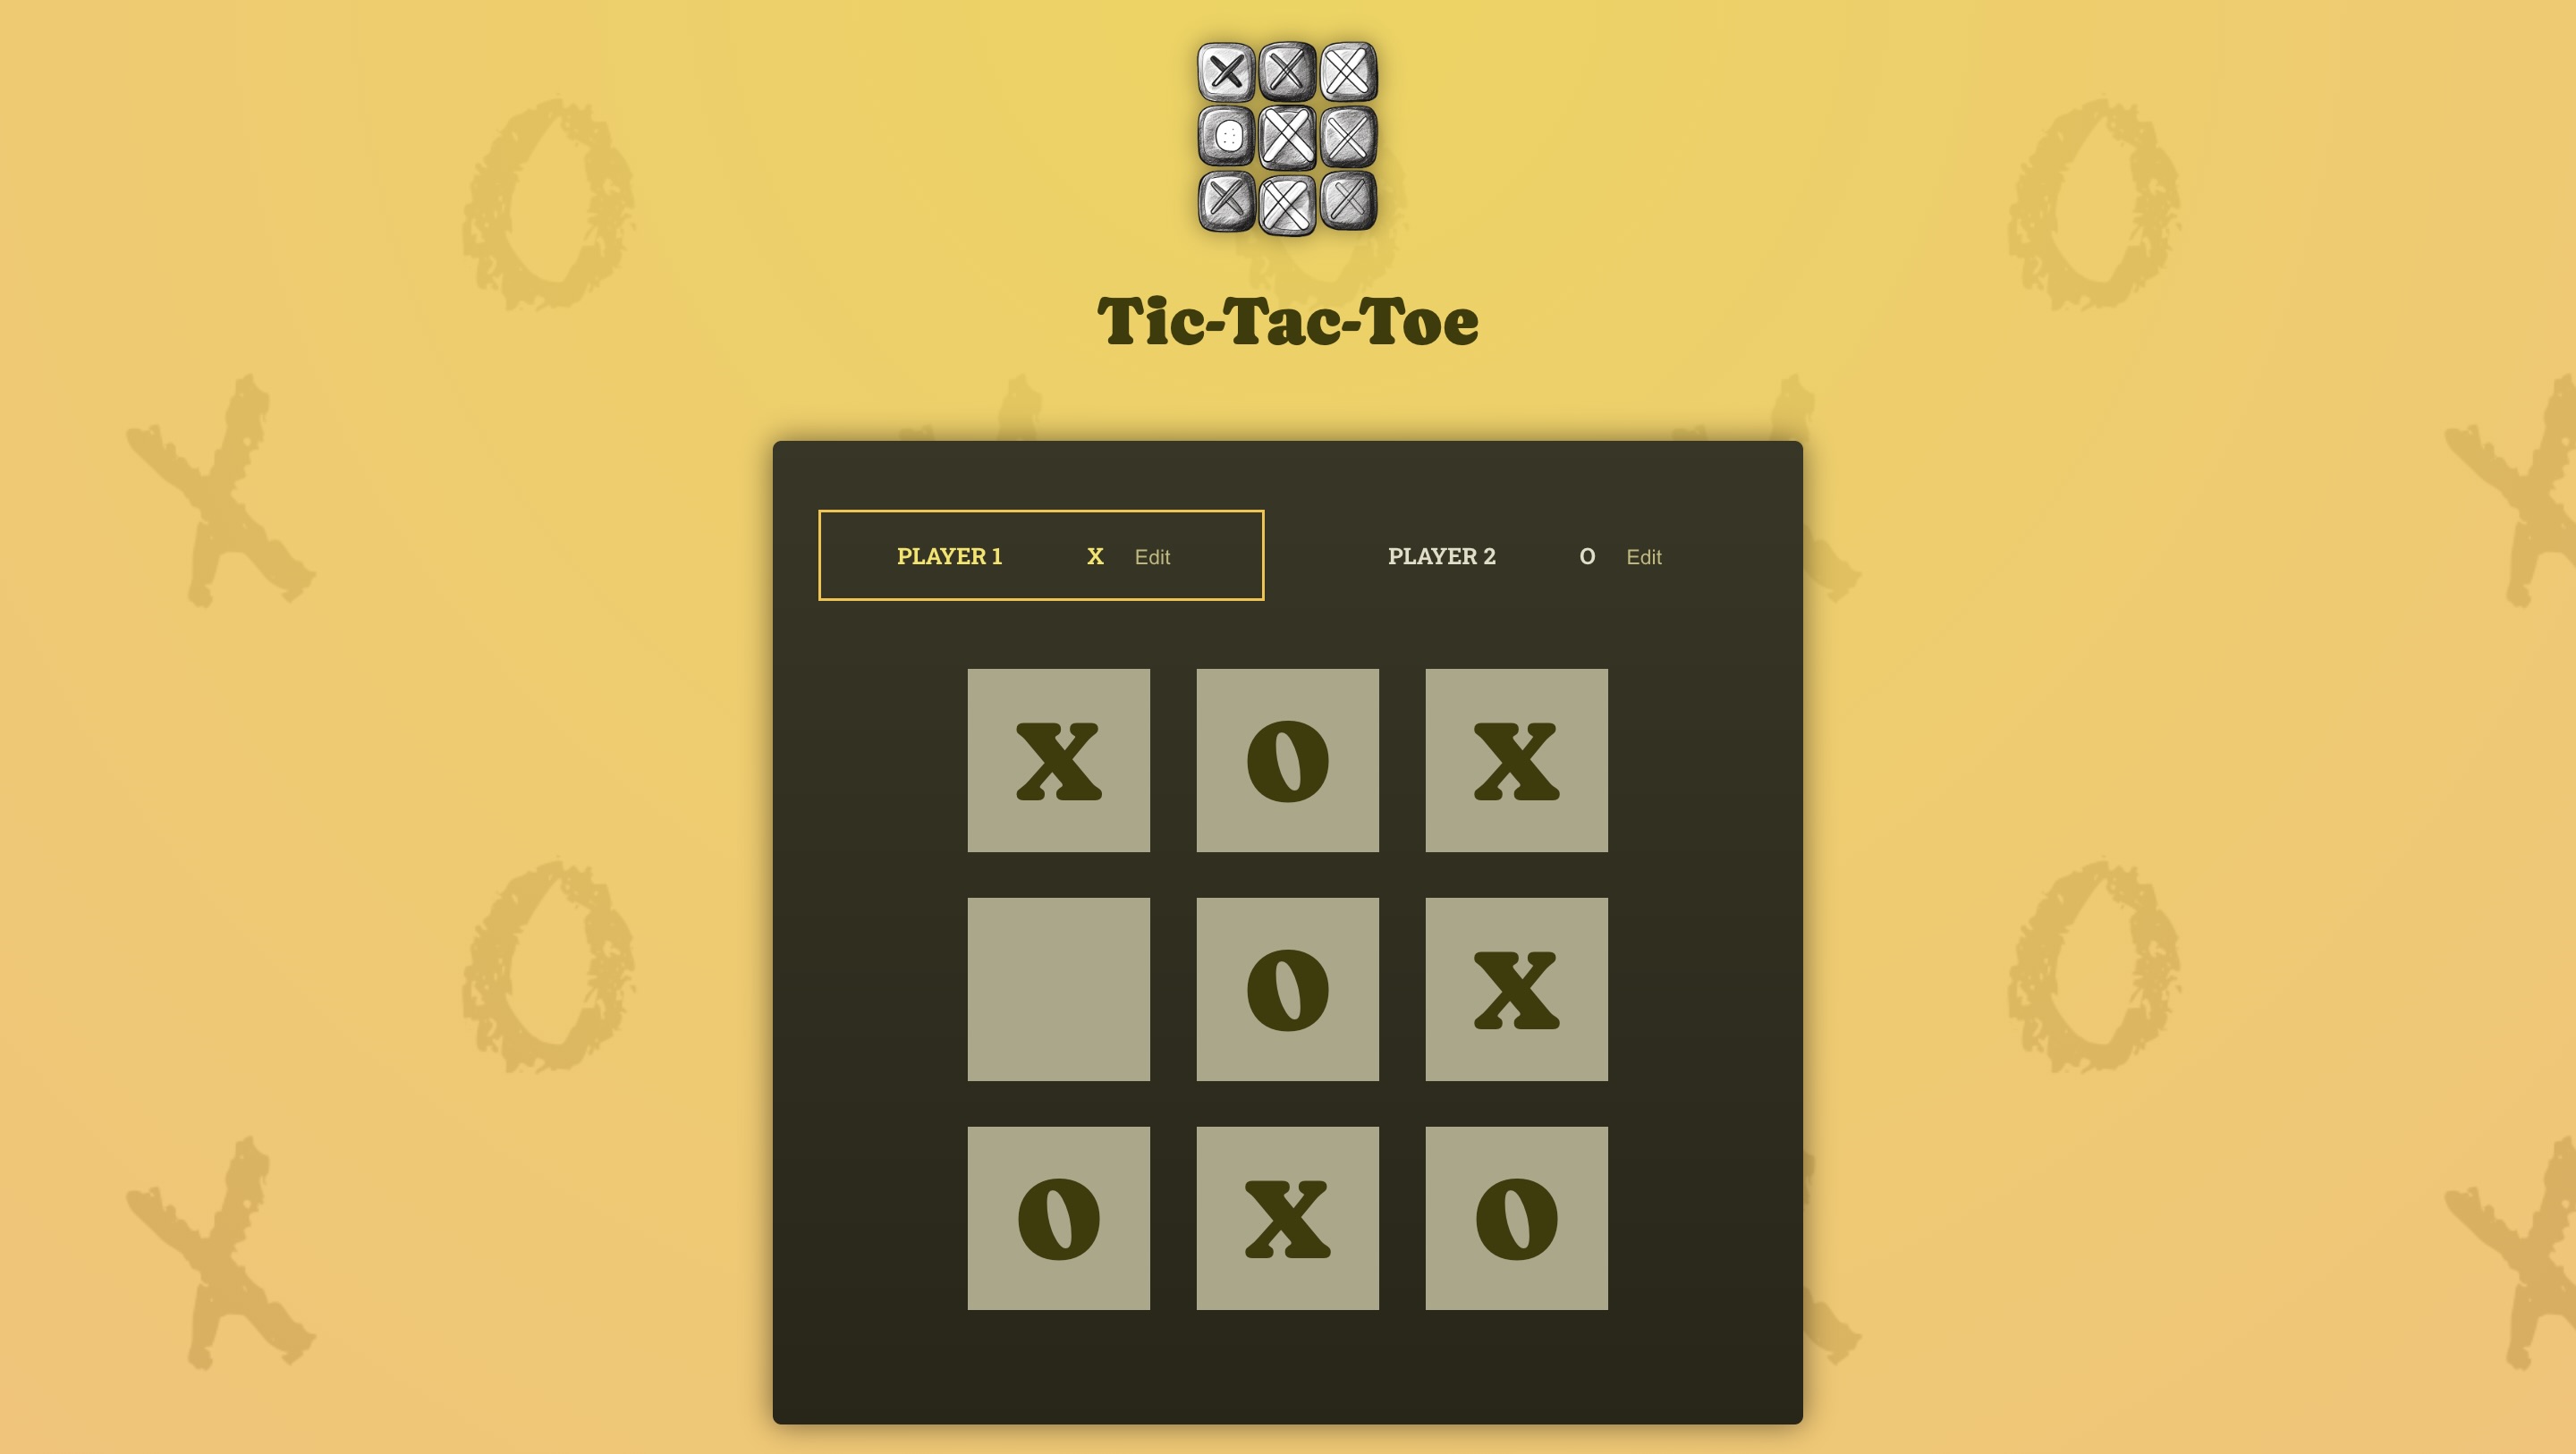 Tic-Tac-Toe
PLAYER 1 X Edit PLAYER 2 O Edit
X O X
O X
O X O